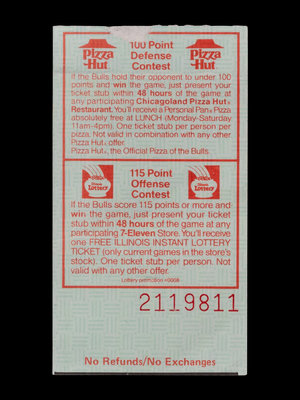 Pizza Hut
100 Point
Defense
Contest
Pizza Hut
If the Bulls hold their opponent to under 100
points and win the game, just present your
ticket stub within 48 hours of the game at
any participating Chicagoland Pizza Hut
Restaurant. You'll receive a Personal Pan Pizza
absolutely free at LUNCH (Monday-Saturday
11am-4pm). One ticket stub per person per
pizza. Not valid in combination with any other
Pizza Hut offer.
Pizza Hut, the Official Pizza of the Bulls.
115 Point
Offense
Contest
Illinois Lottery
Illinois Lottery
If the Bulls score 115 points or more and
win the game, just present your ticket
stub within 48 hours of the game at any
participating 7-Eleven Store. You'll receive
one FREE ILLINOIS INSTANT LOTTERY
TICKET (only current games in the store's
stock). One ticket stub per person. Not
valid with any other offer.
Lottery promotion #0008
2119811
No Refunds/No Exchanges